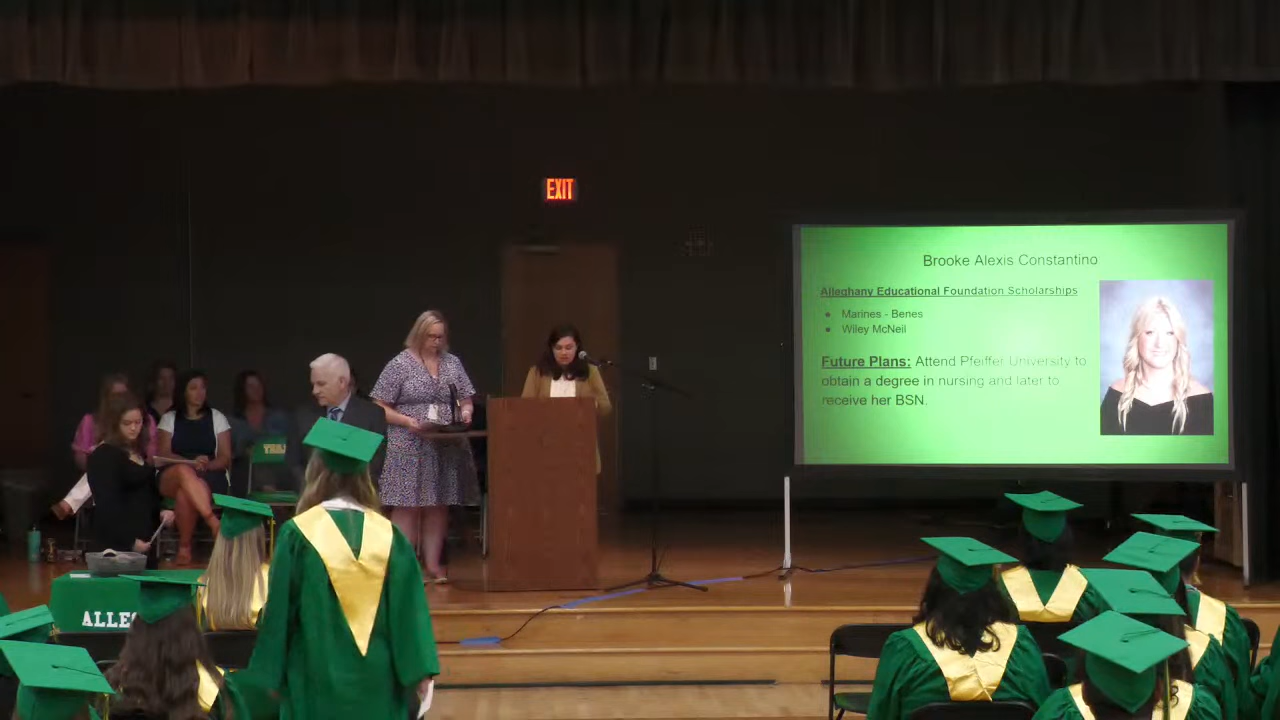 EXIT
Brooke Alexis Constantino
Alleghany Educational Foundation Scholarships
• Marines - Benes
• Wiley McNeil
Future Plans: Attend Pfeiffer University to
obtain a degree in nursing and later to
receive her BSN.